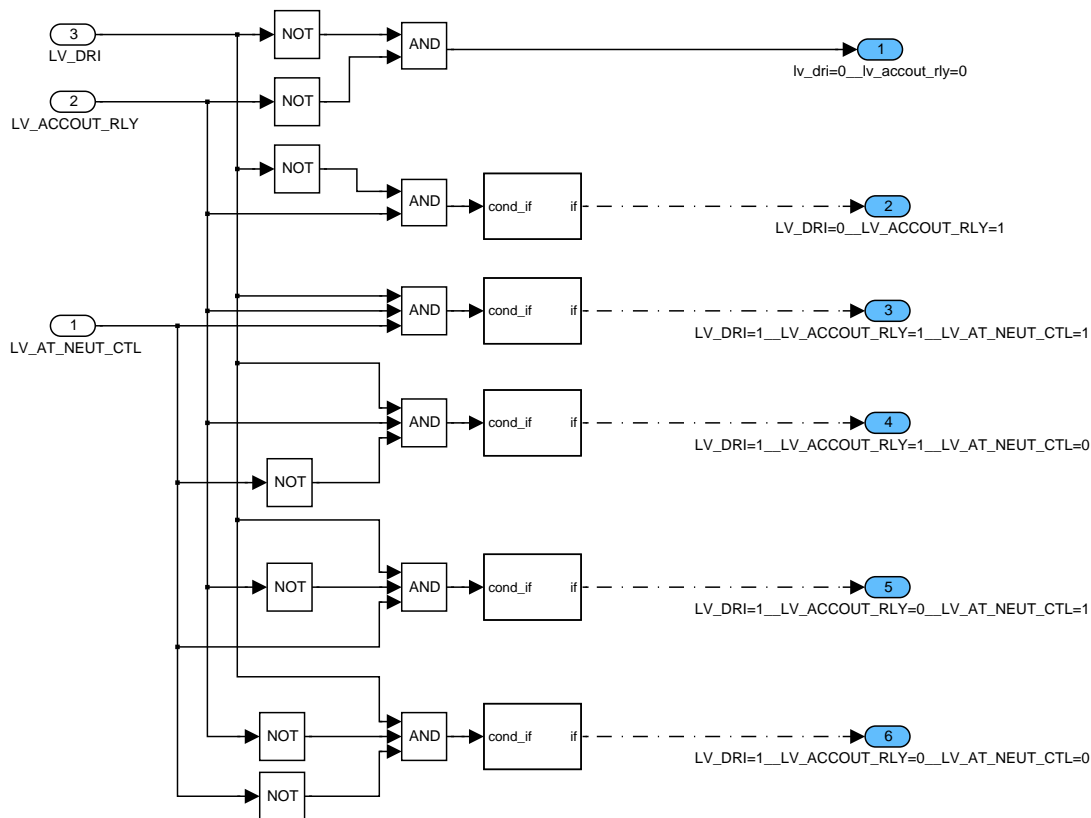 3
LV_DRI
NOT
AND
1
lv_dri=0__lv_accout_rly=0
2
LV_ACCOUT_RLY
NOT
NOT
AND
cond_if
if
2
LV_DRI=0__LV_ACCOUT_RLY=1
AND
cond_if
if
3
LV_DRI=1__LV_ACCOUT_RLY=1__LV_AT_NEUT_CTL=1
1
LV_AT_NEUT_CTL
AND
cond_if
if
4
LV_DRI=1__LV_ACCOUT_RLY=1__LV_AT_NEUT_CTL=0
NOT
NOT
AND
cond_if
if
5
LV_DRI=1__LV_ACCOUT_RLY=0__LV_AT_NEUT_CTL=1
NOT
AND
cond_if
if
6
LV_DRI=1__LV_ACCOUT_RLY=0__LV_AT_NEUT_CTL=0
NOT